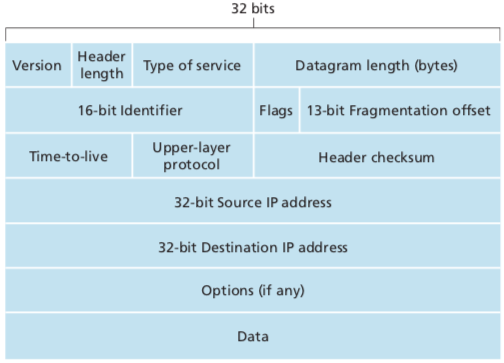 32 bits
Version Header length Type of service Datagram length (bytes)
16-bit Identifier Flags 13-bit Fragmentation offset
Time-to-live Upper-layer protocol Header checksum
32-bit Source IP address
32-bit Destination IP address
Options (if any)
Data